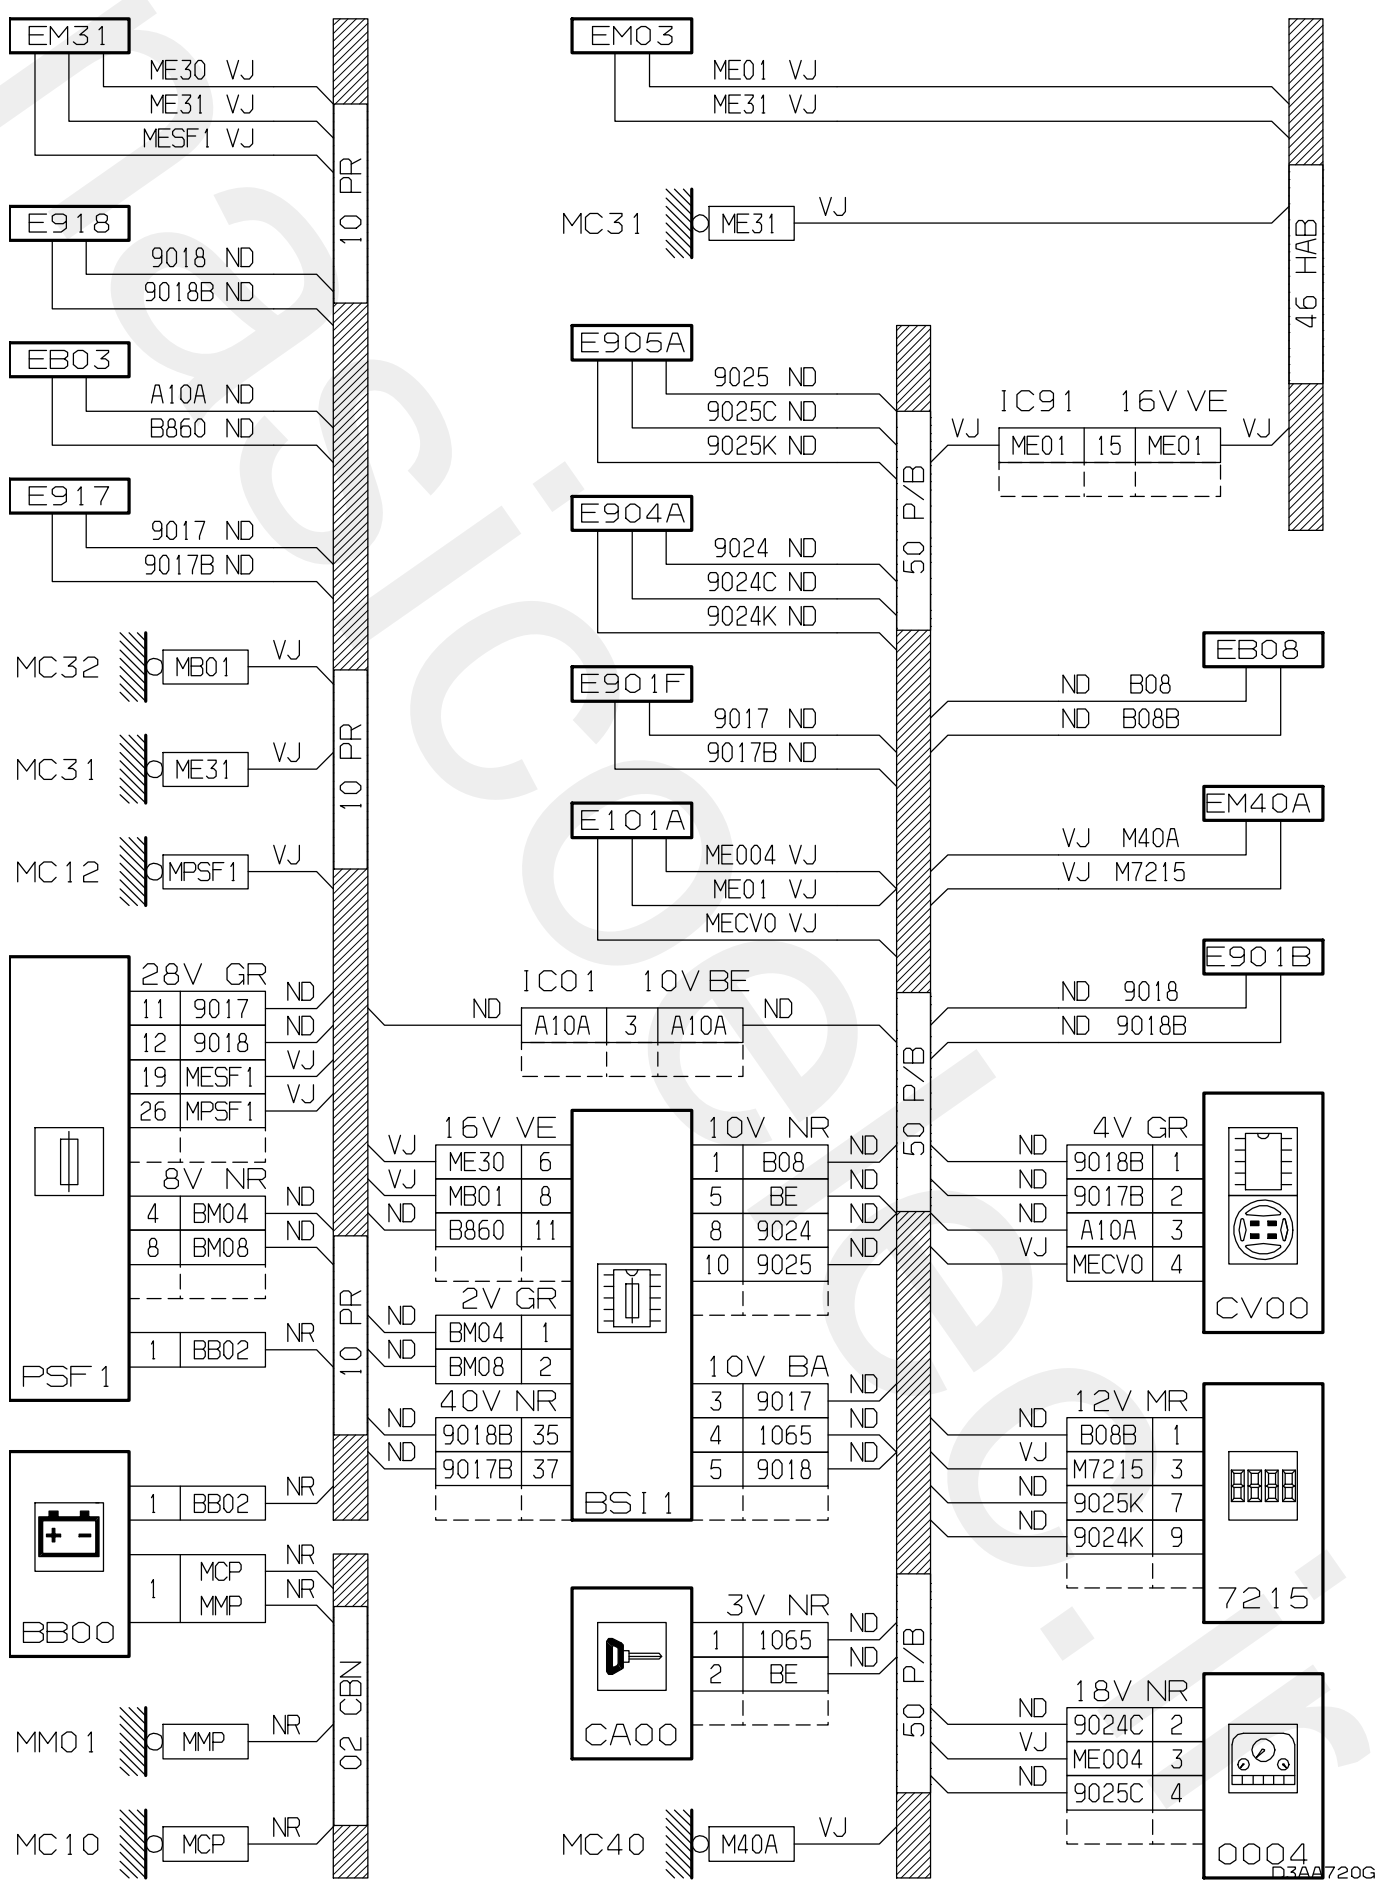 EM31
ME30 VJ
ME31 VJ
MESF1 VJ
10 PR
E918
9018 ND
9018B ND
EB03
A10A ND
B860 ND
E917
9017 ND
9017B ND
MC32 MB01 VJ
10 PR
MC31 ME31 VJ
MC12 MPSF1 VJ
28V GR
11 9017 ND
12 9018 ND
19 MESF1 VJ
26 MPSF1 VJ
8V NR
4 BM04 ND
8 BM08 ND
1 BB02 NR
PSF1
10 PR
1 BB02 NR
1 MCP NR
MMP NR
BB00
02 CBN
MM01 MMP NR
MC10 MCP NR
EM03
ME01 VJ
ME31 VJ
MC31 ME31 VJ
46 HAB
E905A
9025 ND
9025C ND
9025K ND
50 P/B
IC91 16V VE
VJ ME01 15 ME01 VJ
E904A
9024 ND
9024C ND
9024K ND
E901F
9017 ND
9017B ND
EB08
ND B08
ND B08B
E101A
ME004 VJ
ME01 VJ
MECV0 VJ
EM40A
VJ M40A
VJ M7215
E901B
ND 9018
ND 9018B
IC01 10V BE
ND A10A 3 A10A ND
50 P/B
16V VE
VJ ME30 6
VJ MB01 8
ND B860 11
2V GR
ND BM04 1
ND BM08 2
40V NR
ND 9018B 35
ND 9017B 37
BSI1
10V NR
1 B08 ND
5 BE ND
8 9024 ND
10 9025 ND
10V BA
3 9017 ND
4 1065 ND
5 9018 ND
4V GR
ND 9018B 1
ND 9017B 2
ND A10A 3
VJ MECV0 4
CV00
12V MR
ND B08B 1
VJ M7215 3
ND 9025K 7
ND 9024K 9
7215
3V NR
1 1065 ND
2 BE ND
CA00
50 P/B
18V NR
ND 9024C 2
VJ ME004 3
ND 9025C 4
0004
MC40 M40A VJ
D3AA720G